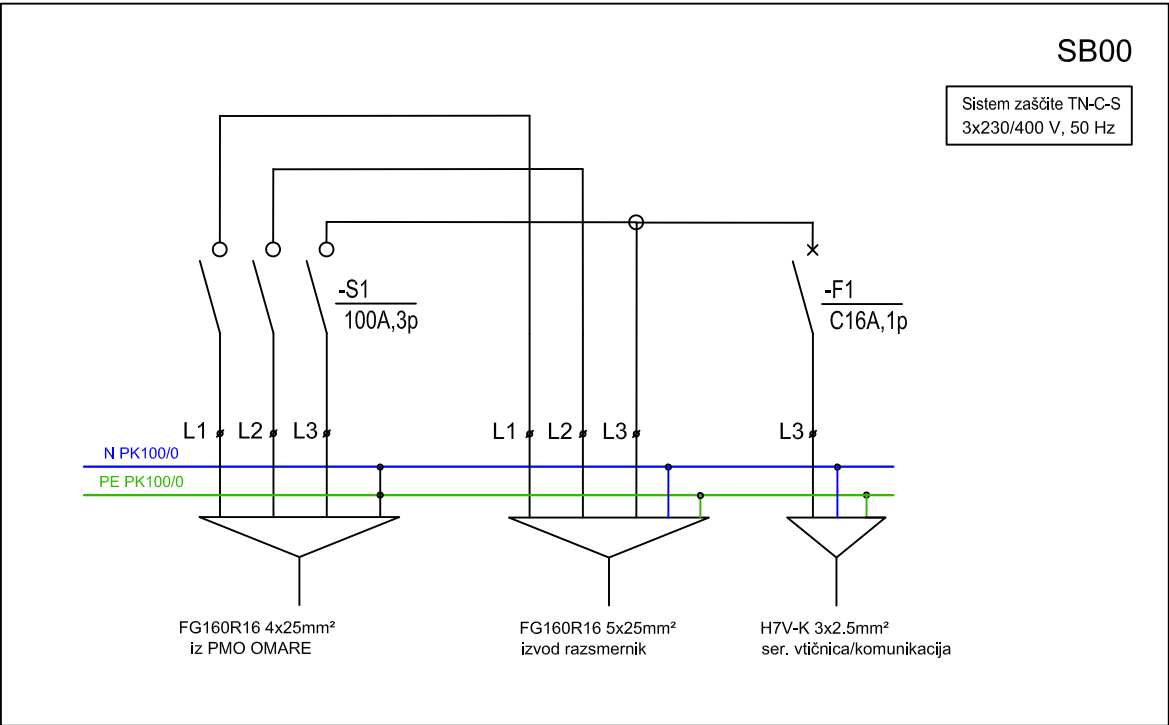 SB00
Sistem zaščite TN-C-S
3x230/400 V, 50 Hz
-S1
100A,3p
-F1
C16A,1p
L1 L2 L3 L1 L2 L3 L3
N PK100/0
PE PK100/0
FG160R16 4x25mm²
iz PMO OMARE
FG160R16 5x25mm²
izvod razsmernik
H7V-K 3x2.5mm²
ser. vtičnica/komunikacija